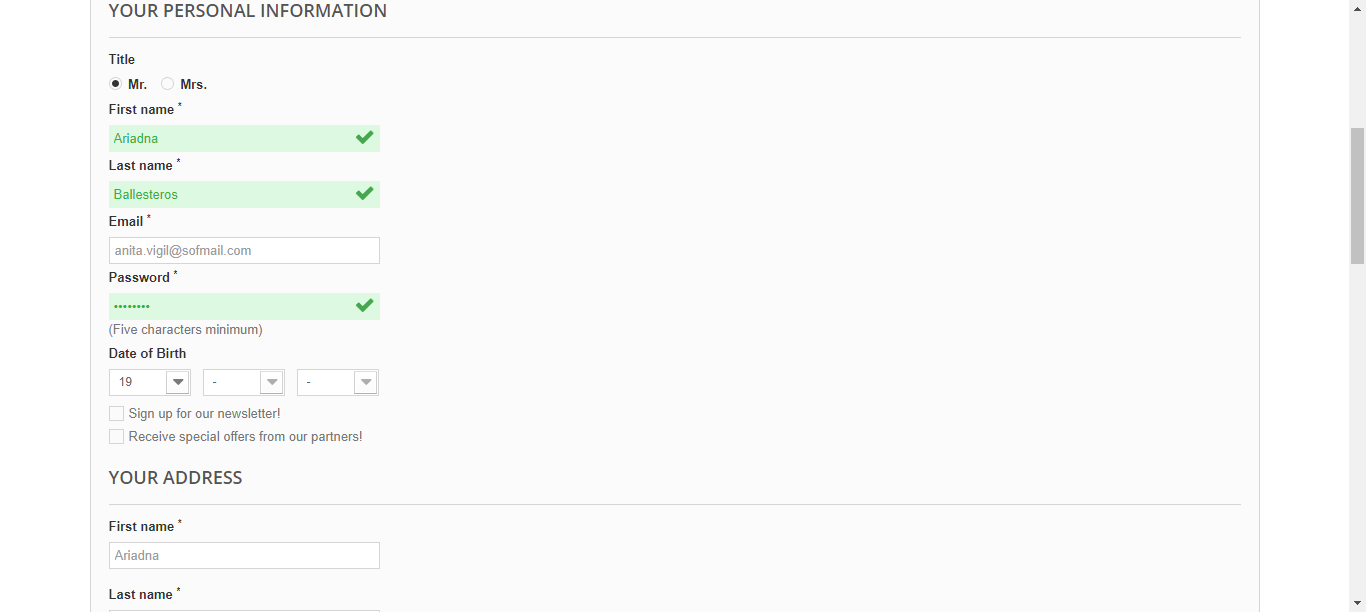 YOUR PERSONAL INFORMATION
Title
Mr. Mrs.
First name *
Ariadna
Last name *
Ballesteros
Email *
anita.vigil@sofmail.com
Password *
••••••••
(Five characters minimum)
Date of Birth
19 - -
Sign up for our newsletter!
Receive special offers from our partners!
YOUR ADDRESS
First name *
Ariadna
Last name *